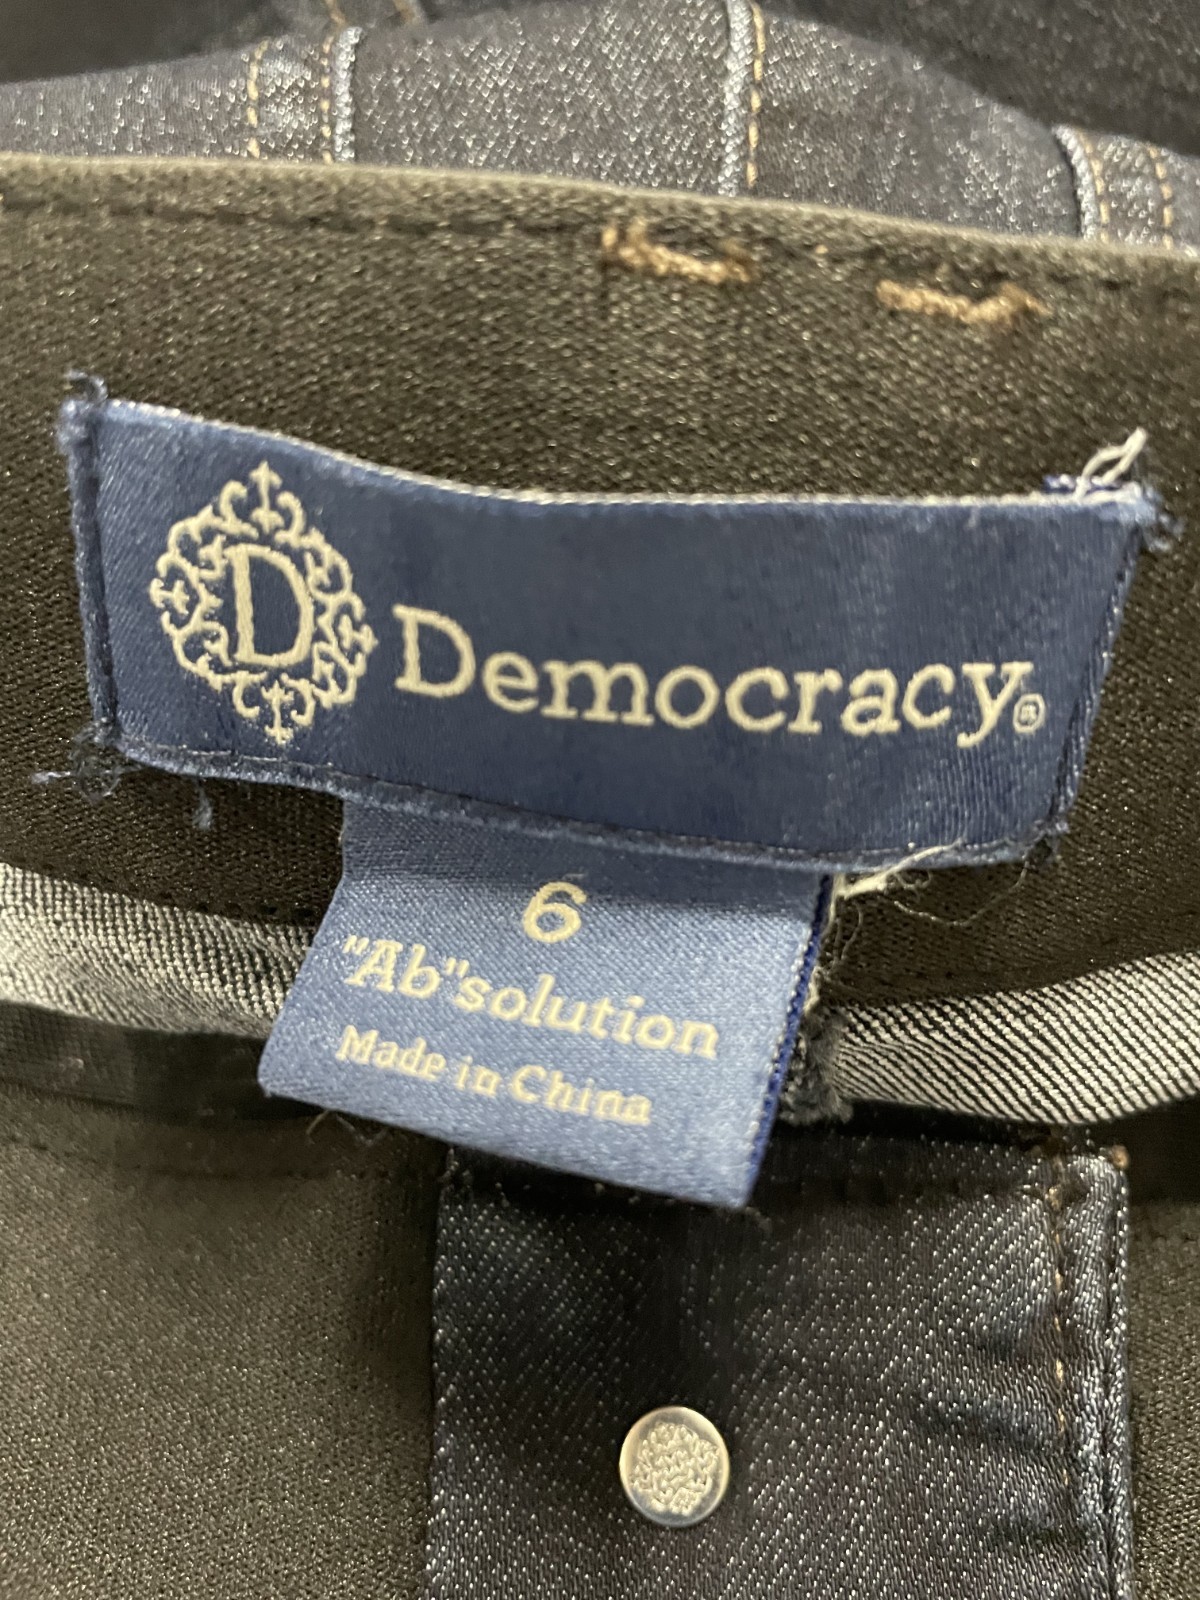 D
Democracy®
6
"Ab"solution
Made in China